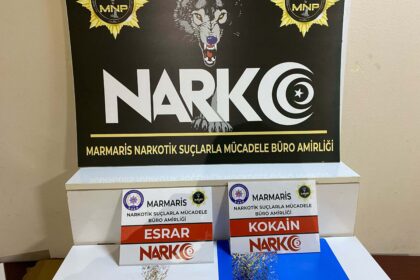 MNP
MNP
NARKO
MARMARİS NARKOTİK SUÇLARLA MÜCADELE BÜRO AMİRLİĞİ
MARMARİS
NARKOTİK SUÇLARLA MÜCADELE
BÜRO AMİRLİĞİ
ESRAR
NARKO
MARMARİS
NARKOTİK SUÇLARLA MÜCADELE
BÜRO AMİRLİĞİ
KOKAİN
NARKO